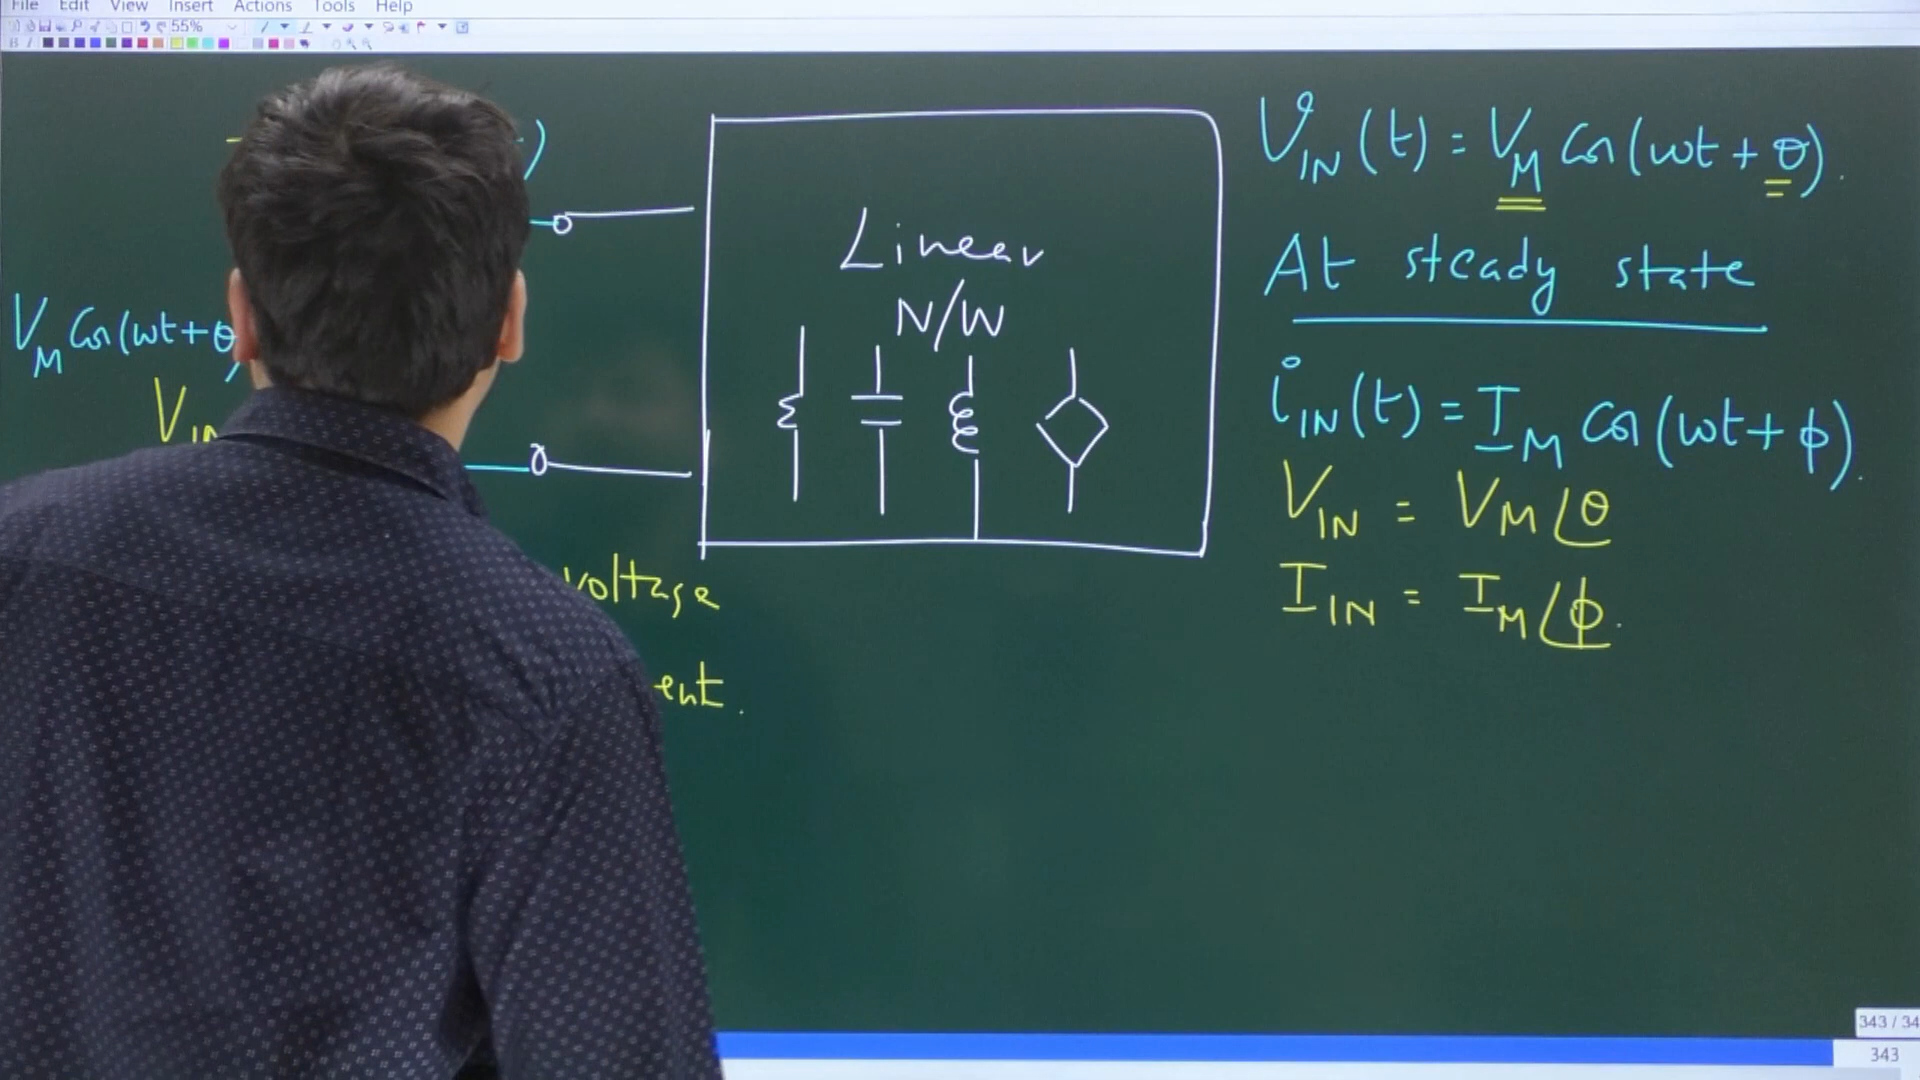 File Edit View Insert Actions Tools Help
55%
V_IN(t) = V_M Cos(ωt + θ).
Linear
N/W
At steady state
V_M Cos(ωt + θ)
i_IN(t) = I_M Cos(ωt + φ).
V_IN
V_IN = V_M ∠θ
voltage
I_IN = I_M ∠φ.
343 / 34
343